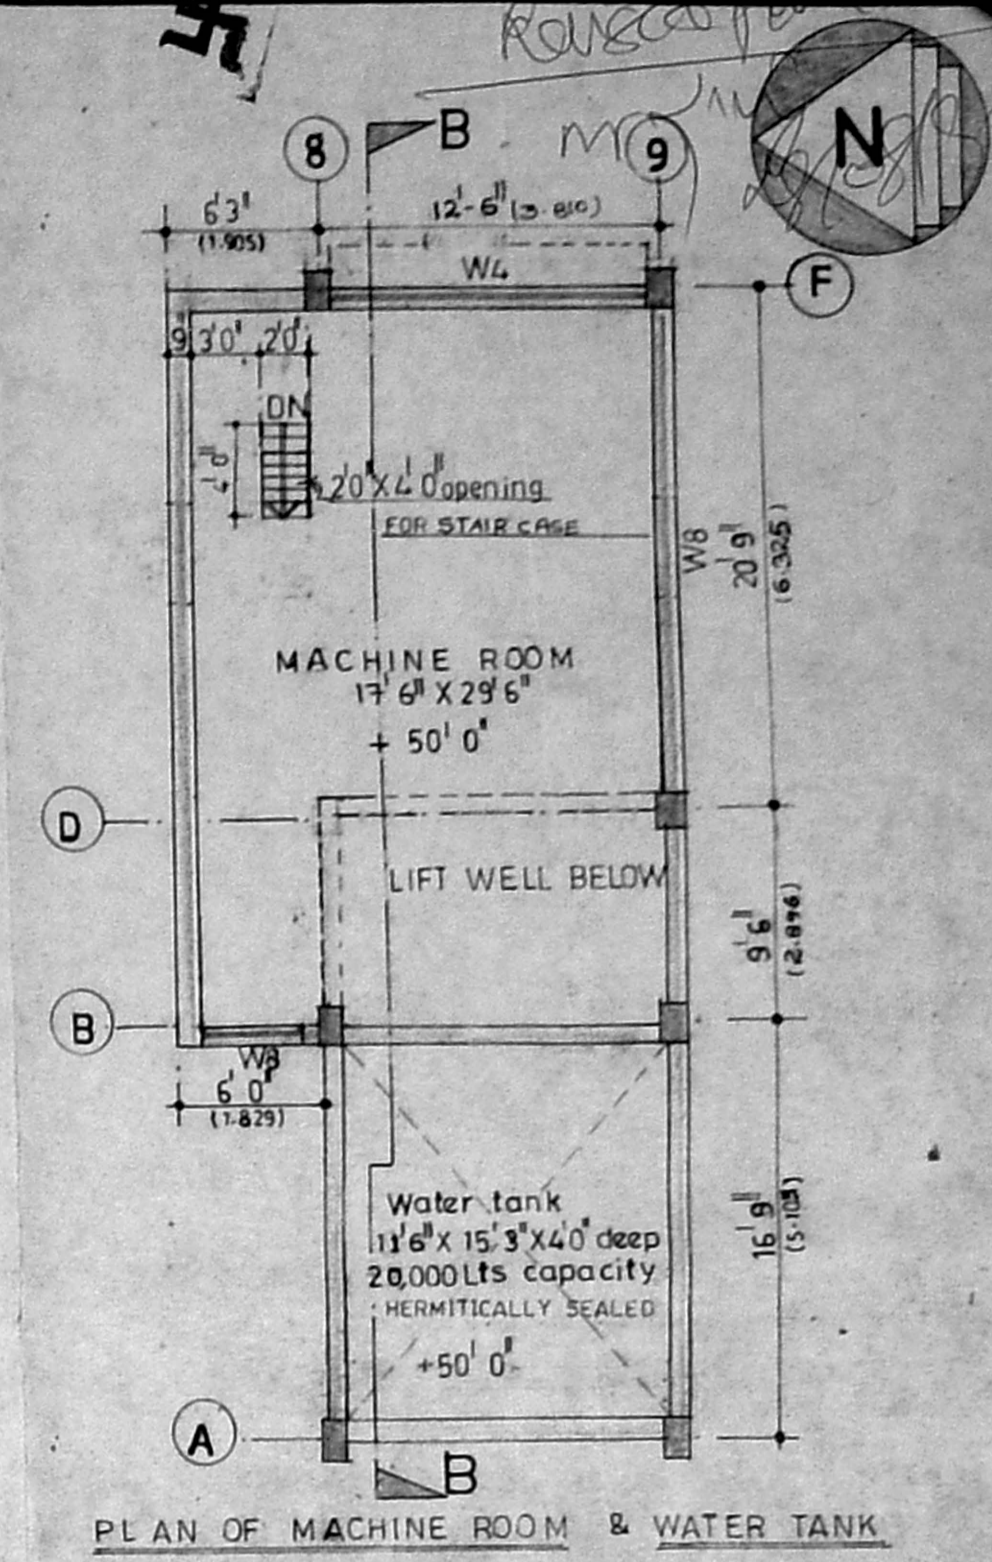 B
8
9
N
6'3"
(1.905)
12'-6" (3.810)
W4
F
9" 3'0" 2'0"
DN
4'0"
2'0" X 4'0" opening
FOR STAIR CASE
W8
20'9"
(6.325)
MACHINE ROOM
17'6" X 29'6"
+ 50' 0"
D
LIFT WELL BELOW
9'6"
(2.896)
B
W8
6'0"
(1.829)
Water tank
11'6" X 15'3" X 4'0" deep
20,000 Lts capacity
HERMITICALLY SEALED
+50' 0"
16'9"
A
B
PLAN OF MACHINE ROOM & WATER TANK